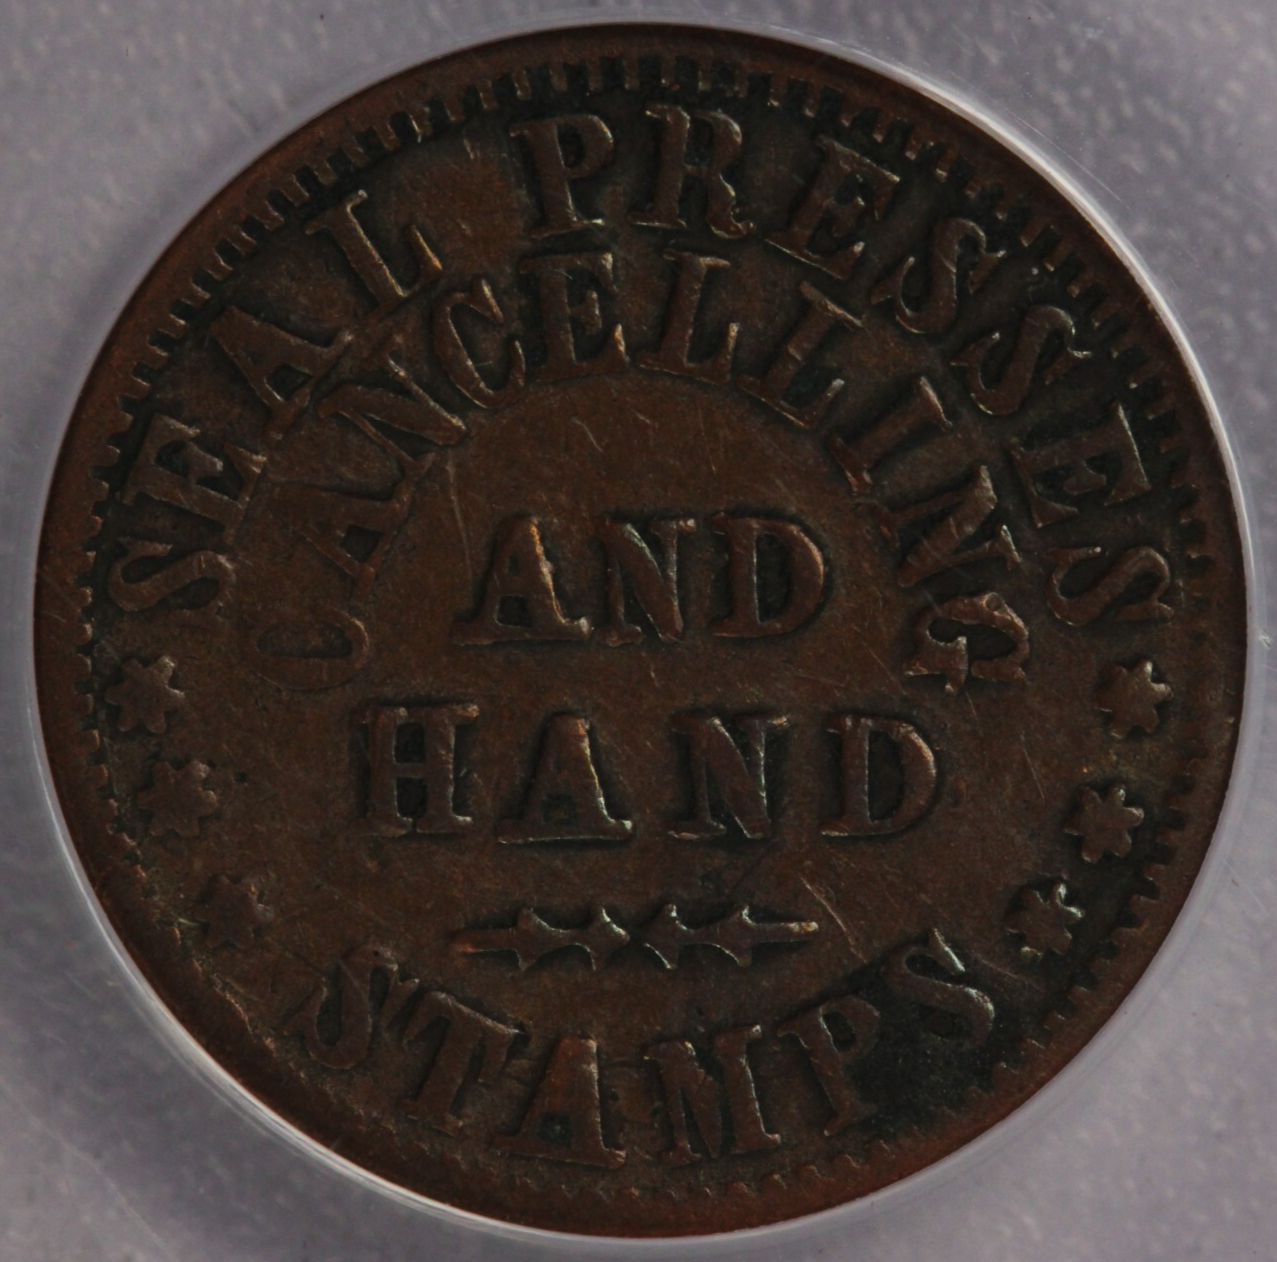 SEAL PRESSES
CANCELLING
AND
HAND
STAMPS